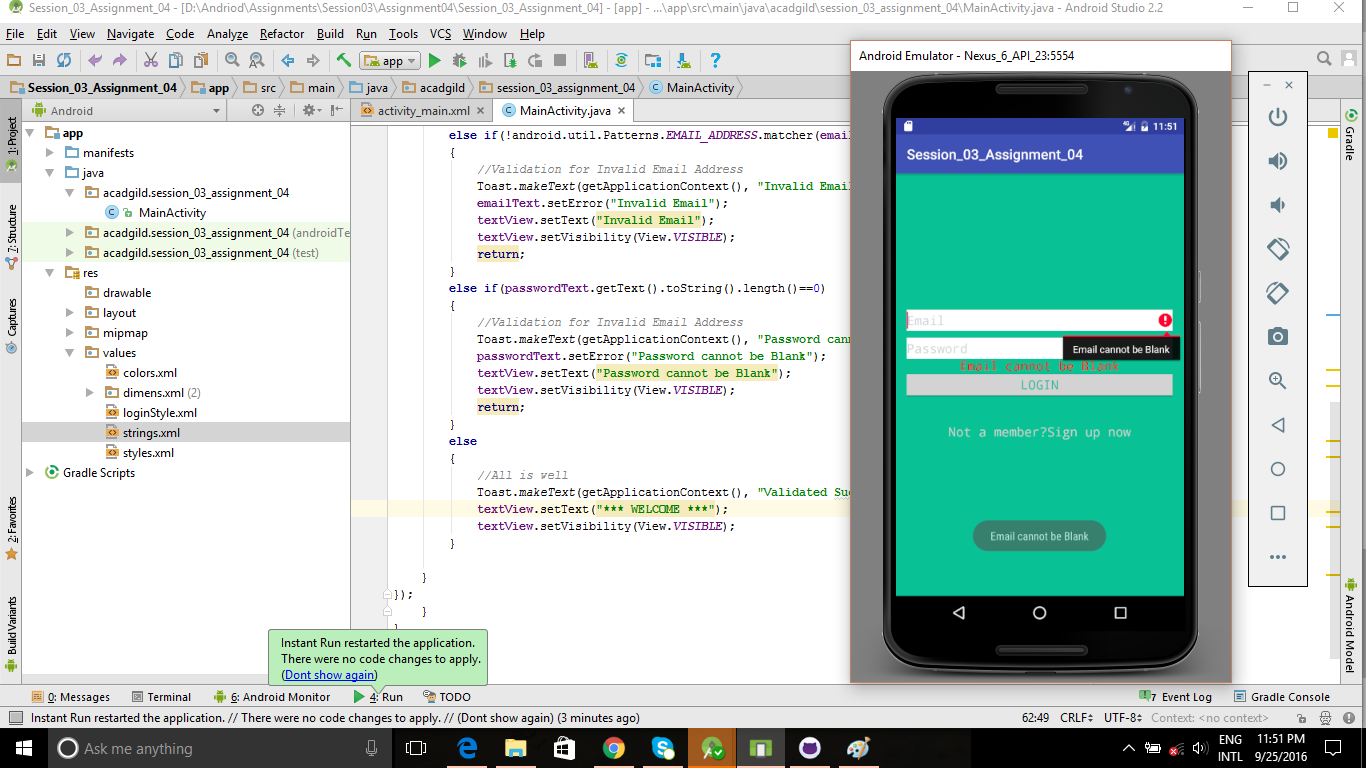 Session_03_Assignment_04 - [D:\Andriod\Assignments\Session03\Assignment04\Session_03_Assignment_04] - [app] - ...\app\src\main\java\acadgild\session_03_assignment_04\MainActivity.java - Android Studio 2.2
File Edit View Navigate Code Analyze Refactor Build Run Tools VCS Window Help
app
Session_03_Assignment_04 app src main java acadgild session_03_assignment_04 MainActivity
Android
activity_main.xml MainActivity.java
1: Project
7: Structure
Captures
2: Favorites
Build Variants
app
manifests
java
acadgild.session_03_assignment_04
MainActivity
acadgild.session_03_assignment_04 (androidTe
acadgild.session_03_assignment_04 (test)
res
drawable
layout
mipmap
values
colors.xml
dimens.xml (2)
loginStyle.xml
strings.xml
styles.xml
Gradle Scripts
else if(!android.util.Patterns.EMAIL_ADDRESS.matcher(emai
{
//Validation for Invalid Email Address
Toast.makeText(getApplicationContext(), "Invalid Emai
emailText.setError("Invalid Email");
textView.setText("Invalid Email");
textView.setVisibility(View.VISIBLE);
return;
}
else if(passwordText.getText().toString().length()==0)
{
//Validation for Invalid Email Address
Toast.makeText(getApplicationContext(), "Password cann
passwordText.setError("Password cannot be Blank");
textView.setText("Password cannot be Blank");
textView.setVisibility(View.VISIBLE);
return;
}
else
{
//All is well
Toast.makeText(getApplicationContext(), "Validated Suc
textView.setText("*** WELCOME ***");
textView.setVisibility(View.VISIBLE);
}
}
});
}
}
Android Emulator - Nexus_6_API_23:5554
11:51
Session_03_Assignment_04
Email
Password
Email cannot be Blank
Email cannot be Blank
LOGIN
Not a member?Sign up now
Email cannot be Blank
Gradle
Android Model
Instant Run restarted the application.
There were no code changes to apply.
(Dont show again)
0: Messages Terminal 6: Android Monitor 4: Run TODO 7 Event Log Gradle Console
Instant Run restarted the application. // There were no code changes to apply. // (Dont show again) (3 minutes ago) 62:49 CRLF÷ UTF-8÷ Context: <no context>
Ask me anything
ENG
INTL
11:51 PM
9/25/2016